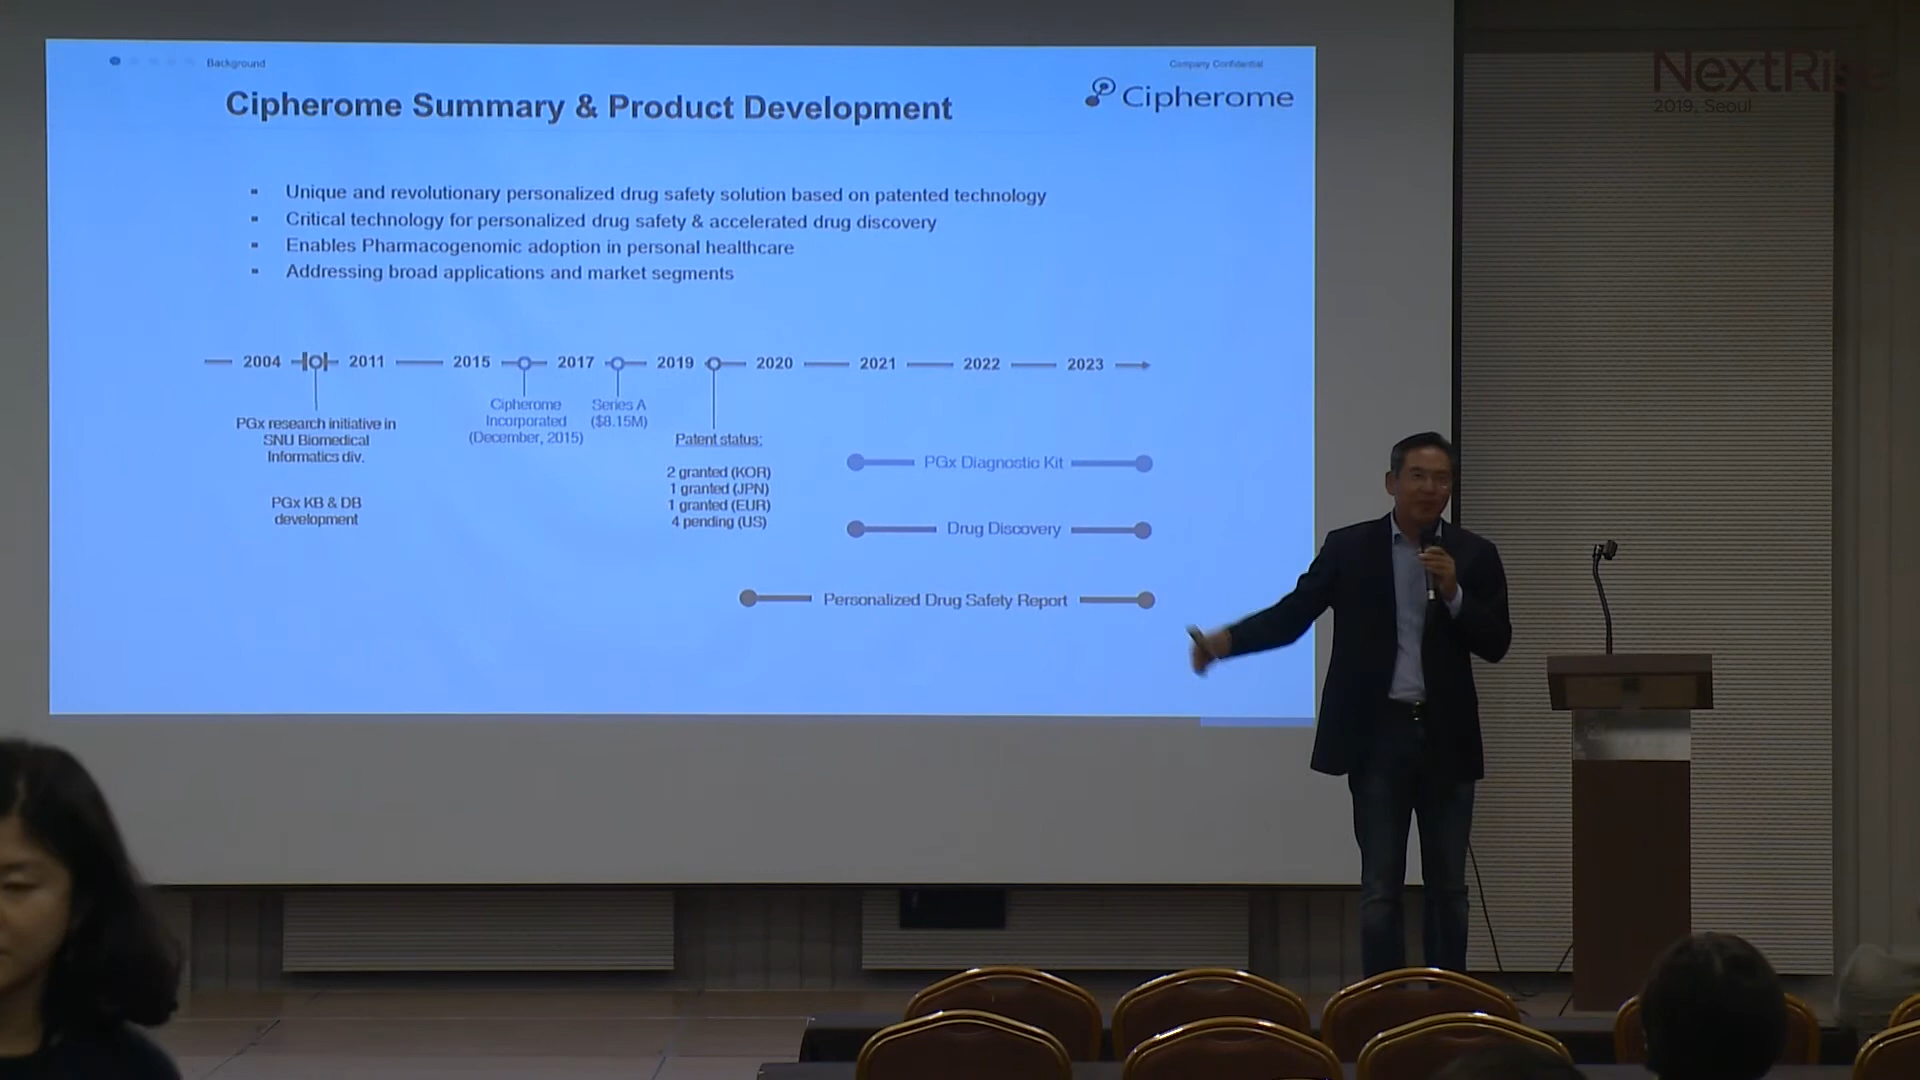 Background
Company Confidential
Cipherome Summary & Product Development
Cipherome
▪ Unique and revolutionary personalized drug safety solution based on patented technology
▪ Critical technology for personalized drug safety & accelerated drug discovery
▪ Enables Pharmacogenomic adoption in personal healthcare
▪ Addressing broad applications and market segments
2004 2011 2015 2017 2019 2020 2021 2022 2023
PGx research initiative in
SNU Biomedical
Informatics div.
PGx KB & DB
development
Cipherome
Incorporated
(December, 2015)
Series A
($8.15M)
Patent status:
2 granted (KOR)
1 granted (JPN)
1 granted (EUR)
4 pending (US)
PGx Diagnostic Kit
Drug Discovery
Personalized Drug Safety Report
NextRise
2019, Seoul